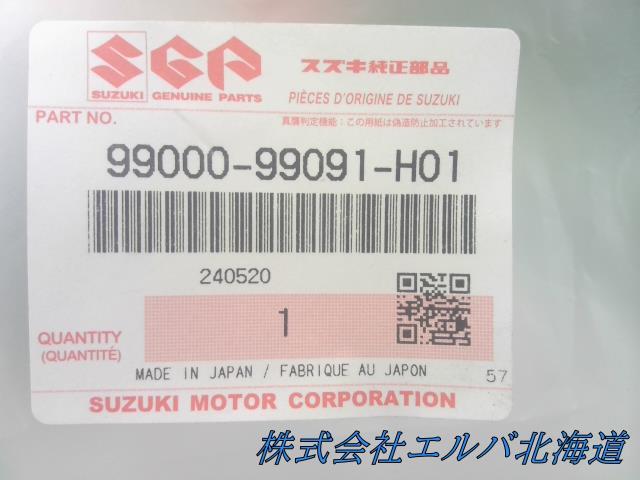 SGP
スズキ純正部品
SUZUKI GENUINE PARTS
PIÈCES D'ORIGINE DE SUZUKI
PART NO.
真贋判定機能：この用紙は偽造防止加工されています
99000-99091-H01
240520
1
QUANTITY
(QUANTITÉ)
MADE IN JAPAN / FABRIQUE AU JAPON
57
SUZUKI MOTOR CORPORATION
株式会社エルバ北海道